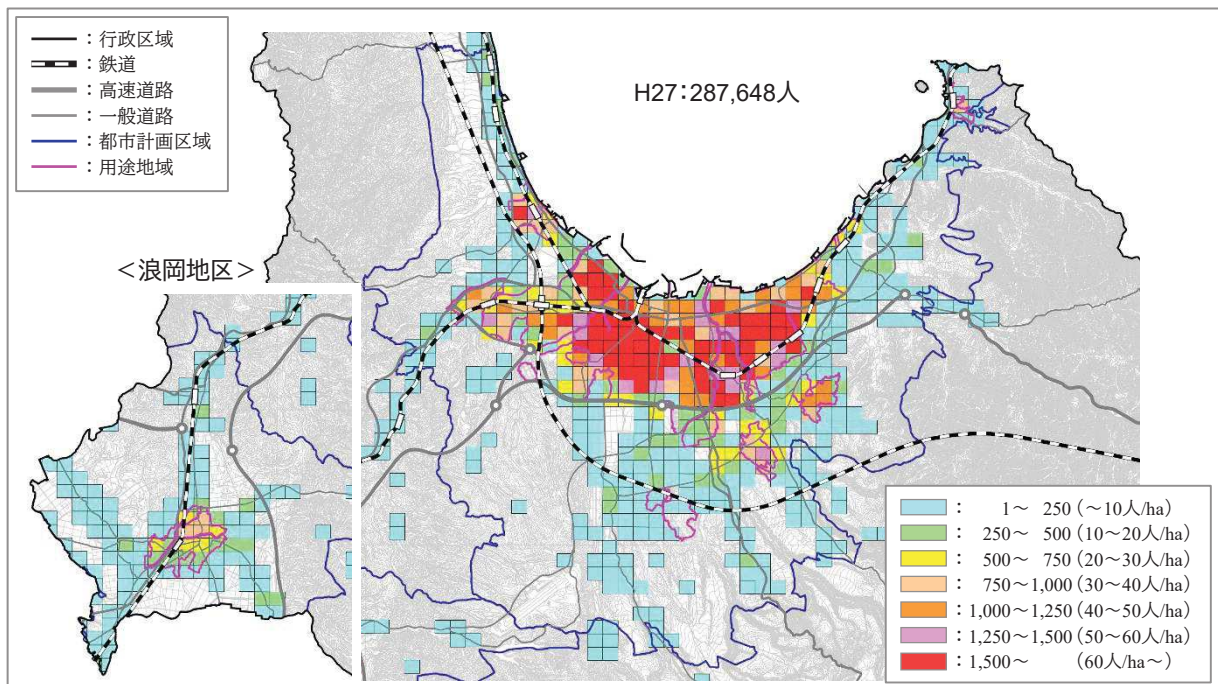 ：行政区域
：鉄道
：高速道路
：一般道路
：都市計画区域
：用途地域
H27：287,648人
＜浪岡地区＞
： 1～ 250 (～10人/ha)
： 250～ 500 (10～20人/ha)
： 500～ 750 (20～30人/ha)
： 750～1,000 (30～40人/ha)
：1,000～1,250 (40～50人/ha)
：1,250～1,500 (50～60人/ha)
：1,500～ (60人/ha～)